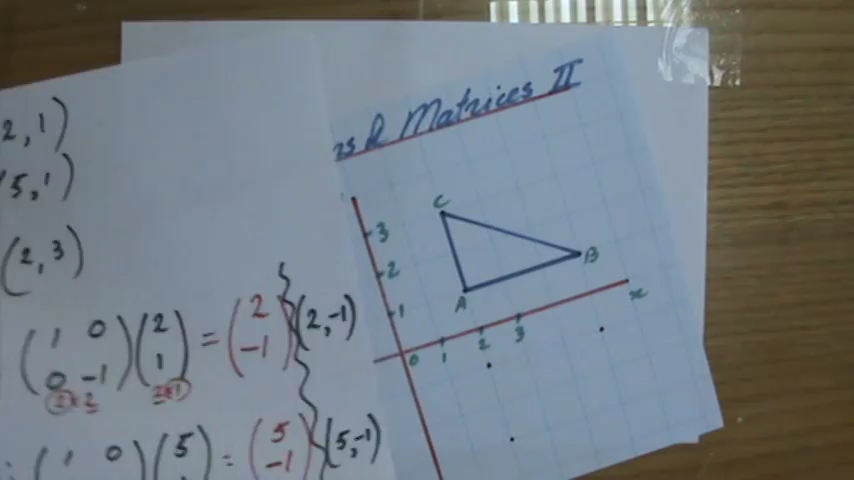 & Matrices II
2, 1)
(5, 1)
(2, 3)
C
3
2
B
A
1
x
0 1 2 3
(1 0
0 -1) (2
1) = (2
-1) (2, -1)
2 × 2 2×1
(1 0) (5 = (5
-1) (5, -1)